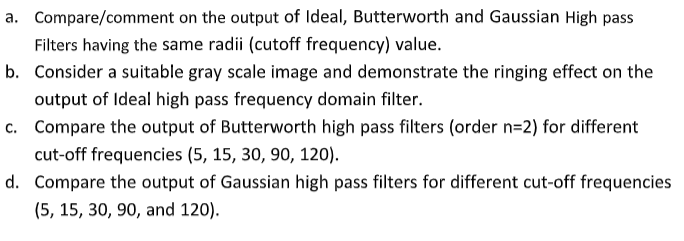 a. Compare/comment on the output of Ideal, Butterworth and Gaussian High pass
Filters having the same radii (cutoff frequency) value.
b. Consider a suitable gray scale image and demonstrate the ringing effect on the
output of Ideal high pass frequency domain filter.
c. Compare the output of Butterworth high pass filters (order n=2) for different
cut-off frequencies (5, 15, 30, 90, 120).
d. Compare the output of Gaussian high pass filters for different cut-off frequencies
(5, 15, 30, 90, and 120).